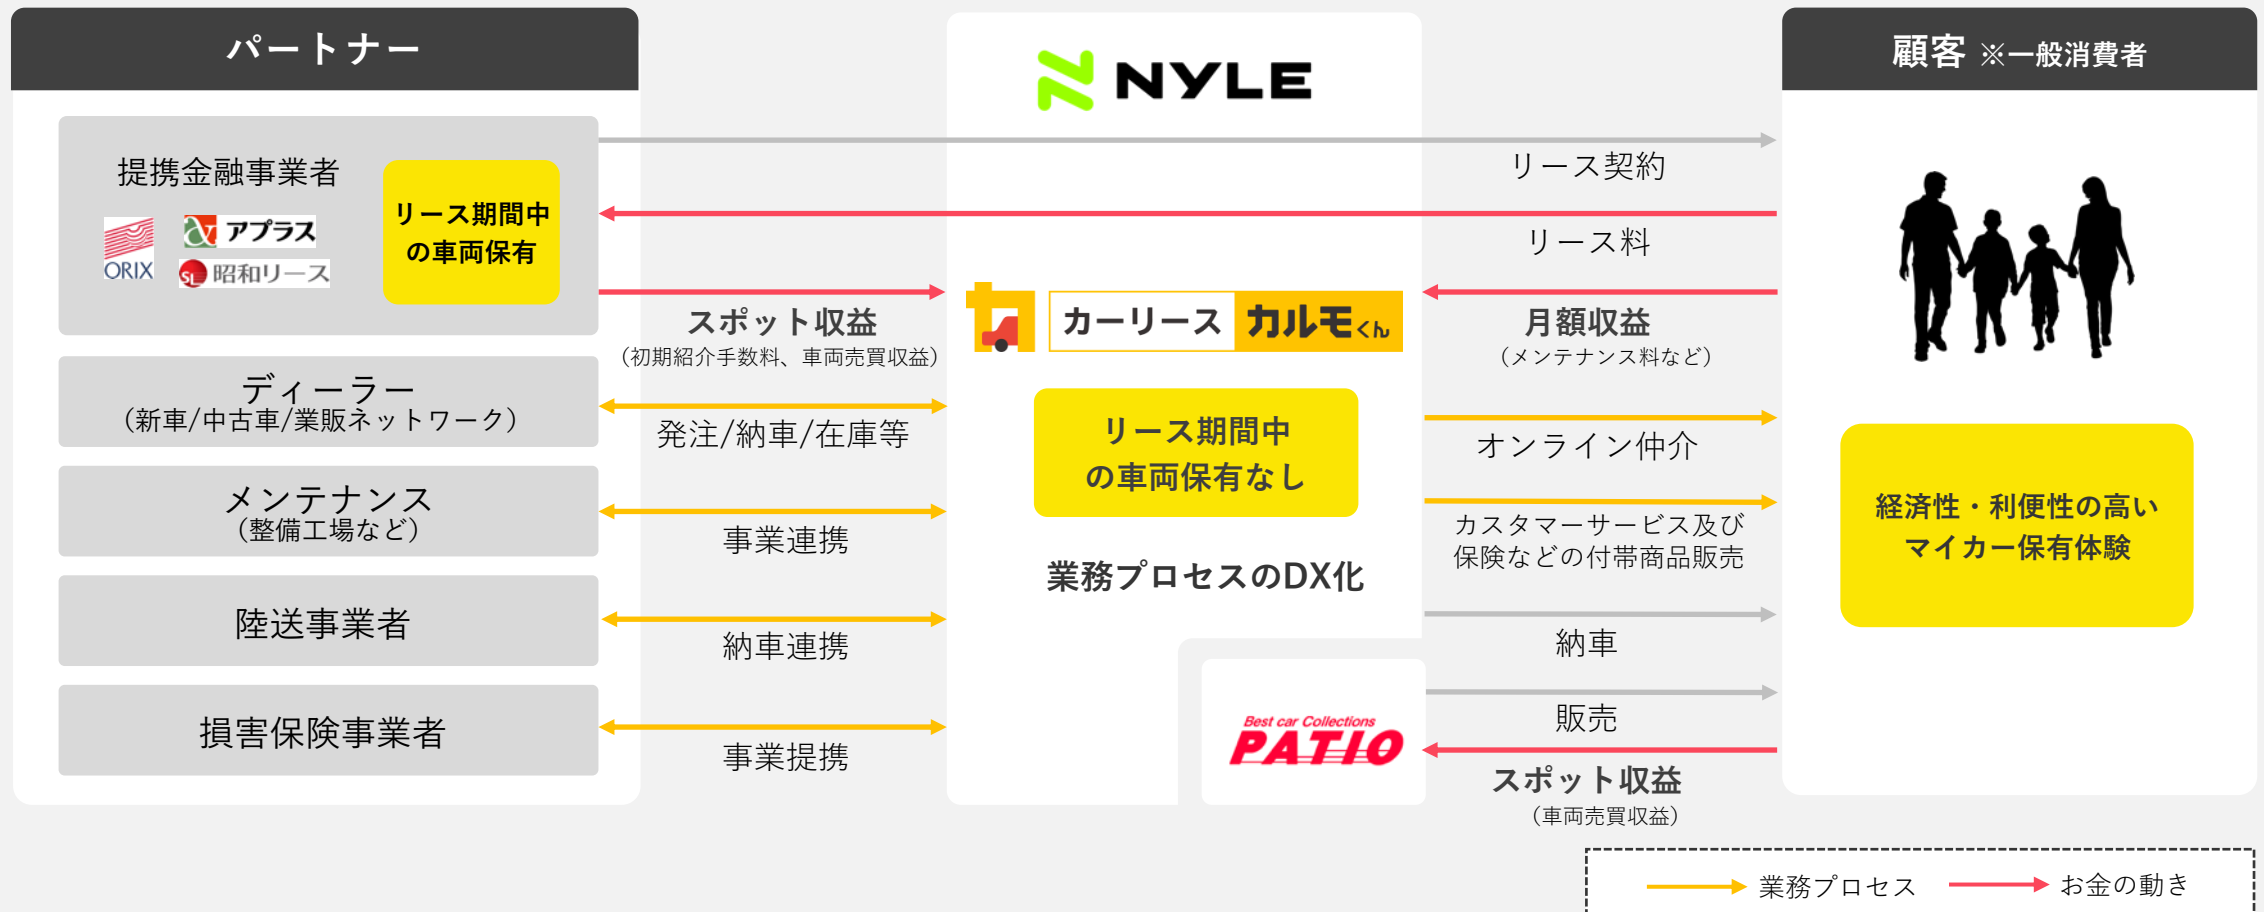 パートナー
提携金融事業者
ORIX
アプラス
SL 昭和リース
リース期間中
の車両保有
ディーラー
（新車/中古車/業販ネットワーク）
メンテナンス
（整備工場など）
陸送事業者
損害保険事業者
スポット収益
（初期紹介手数料、車両売買収益）
発注/納車/在庫等
事業連携
納車連携
事業提携
NYLE
カーリース カルモくん
リース期間中
の車両保有なし
業務プロセスのDX化
Best car Collections
PATIO
リース契約
リース料
月額収益
（メンテナンス料など）
オンライン仲介
カスタマーサービス及び
保険などの付帯商品販売
納車
販売
スポット収益
（車両売買収益）
顧客 ※一般消費者
経済性・利便性の高い
マイカー保有体験
業務プロセス お金の動き